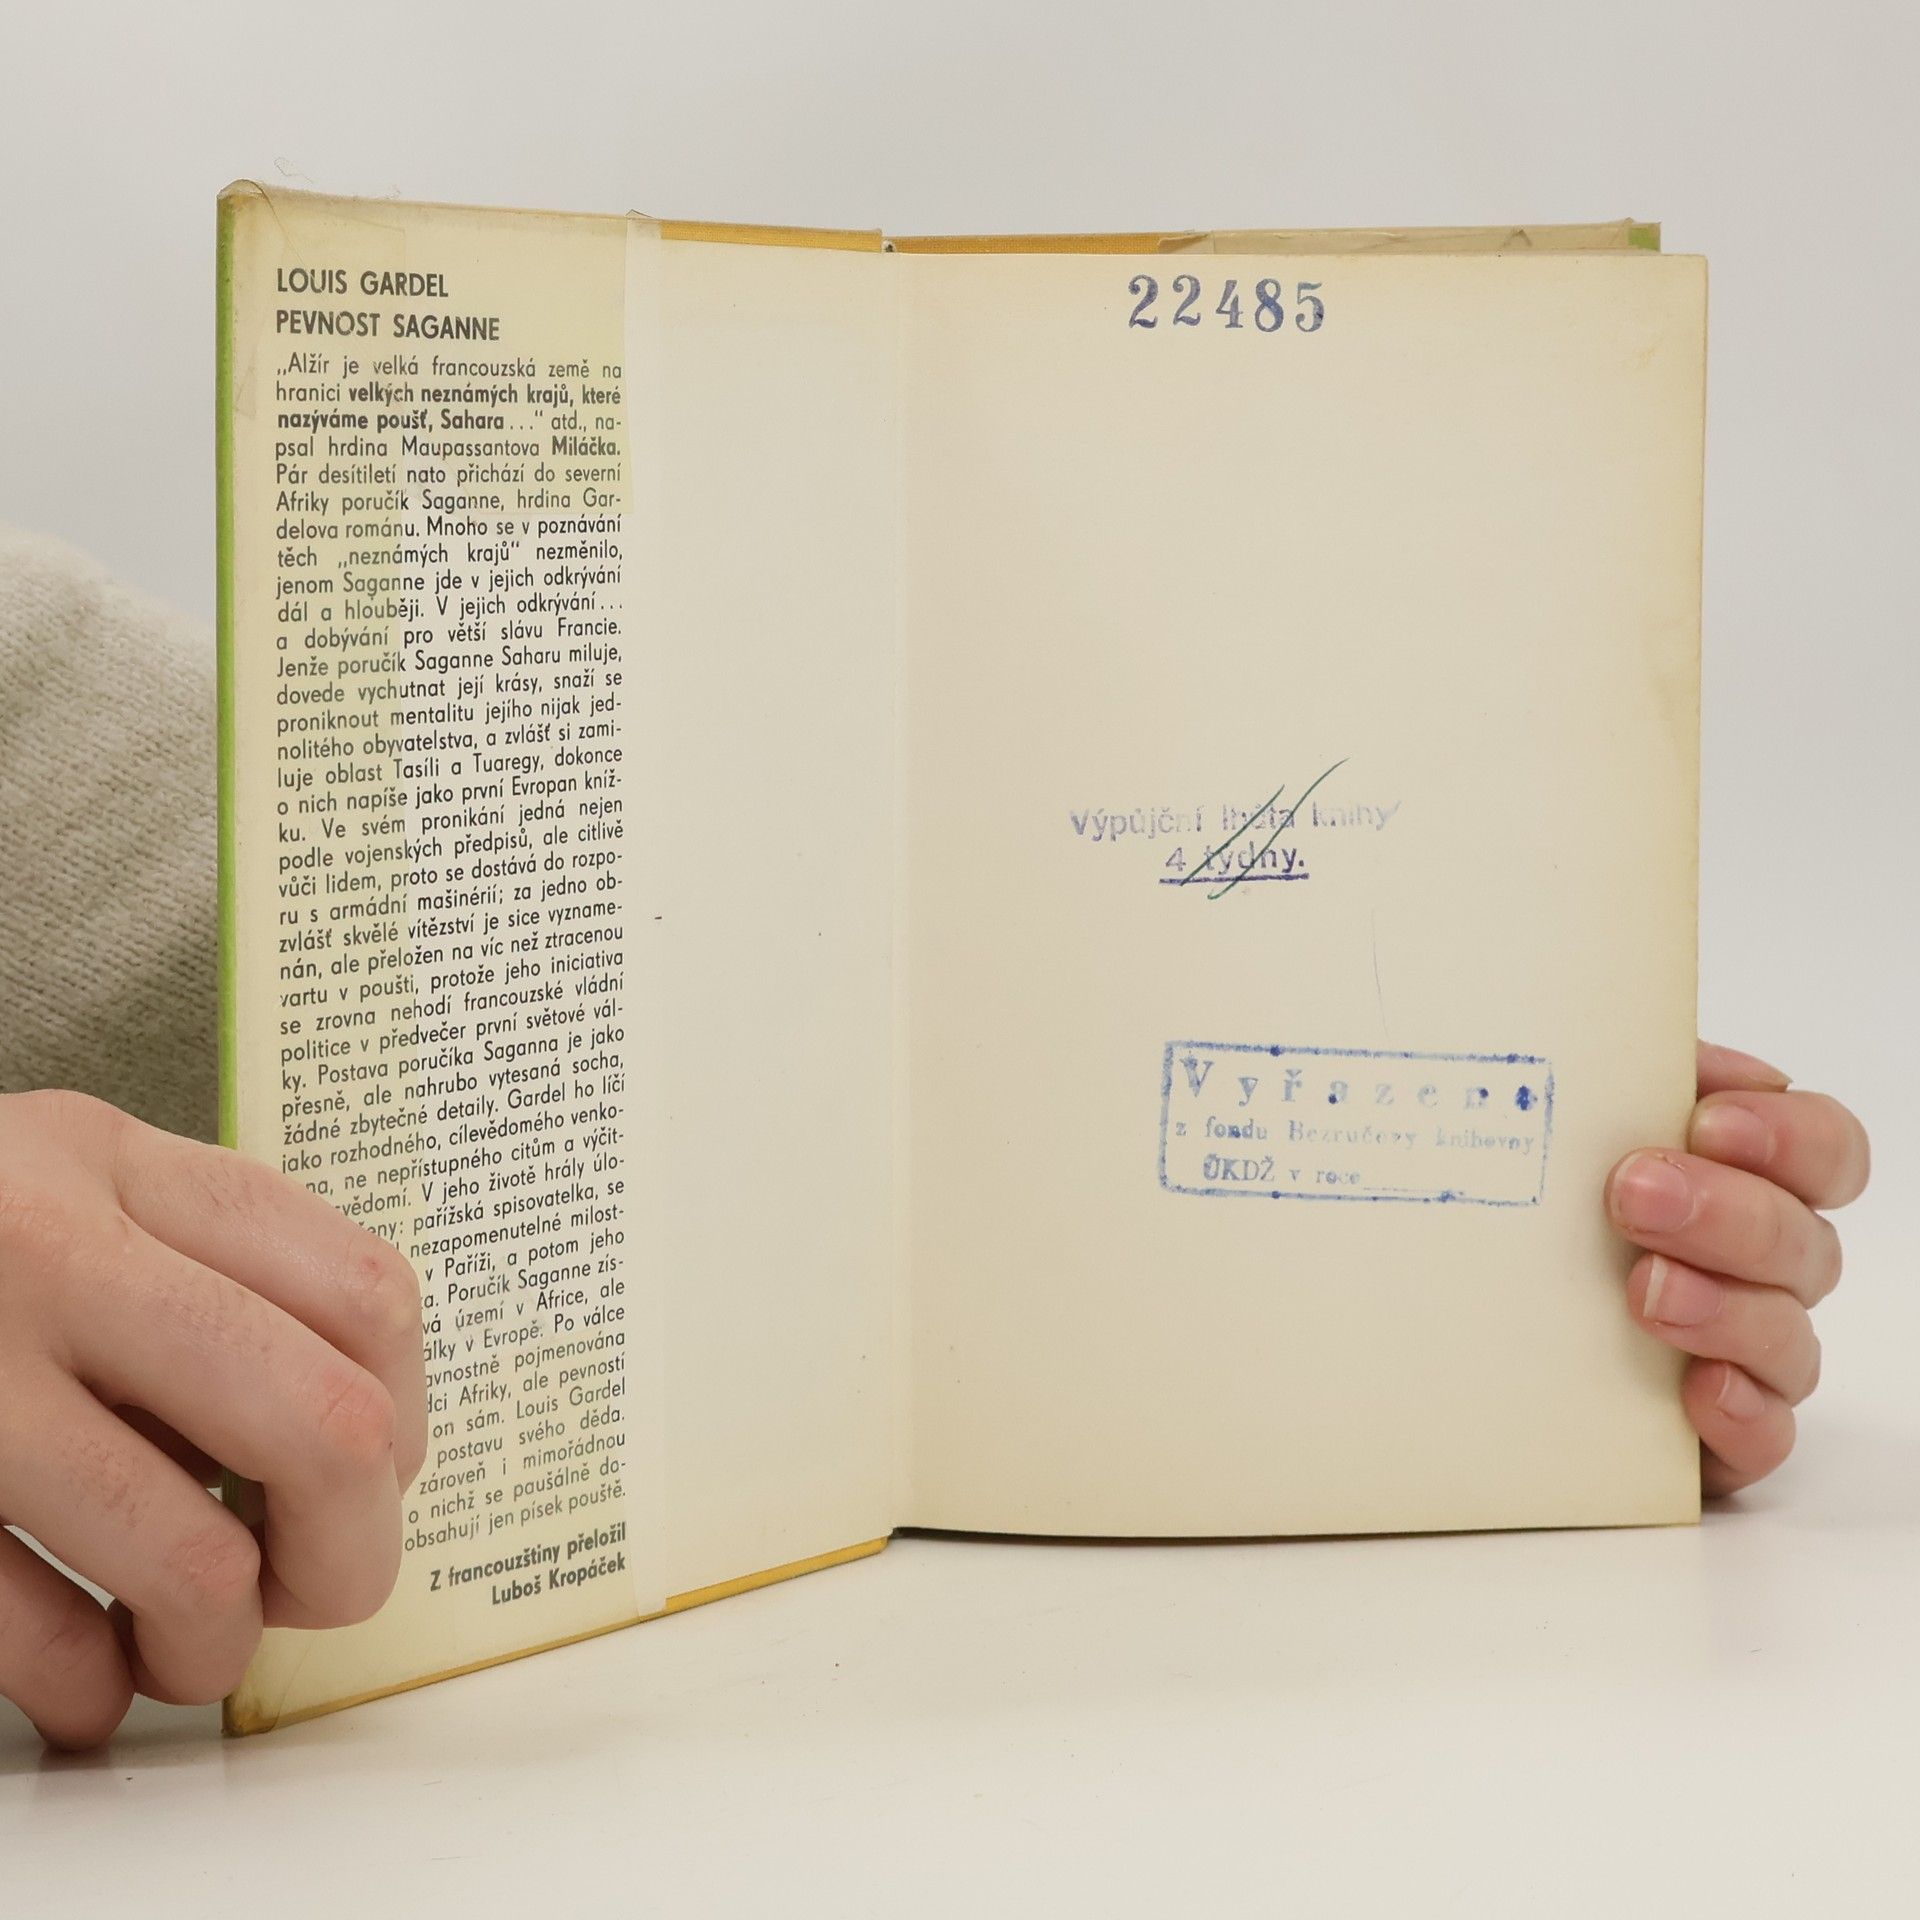 LOUIS GARDEL
PEVNOST SAGANNE
„Alžír je velká francouzská země na
hranici velkých neznámých krajů, které
nazýváme poušť, Sahara...“ atd., na-
psal hrdina Maupassantova Miláčka.
Pár desítiletí nato přichází do severní
Afriky poručík Saganne, hrdina Gar-
delova románu. Mnoho se v poznávání
těch „neznámých krajů“ nezměnilo,
jenom Saganne jde v jejich odkrývání
dál a hlouběji. V jejich odkrývání...
a dobývání pro větší slávu Francie.
Jenže poručík Saganne Saharu miluje,
dovede vychutnat její krásy, snaží se
proniknout mentalitu jejího nijak jed-
nolitého obyvatelstva, a zvlášť si zami-
luje oblast Tasíli a Tuaregy, dokonce
o nich napíše jako první Evropan kníž-
ku. Ve svém pronikání jedná nejen
podle vojenských předpisů, ale citlivě
vůči lidem, proto se dostává do rozpo-
ru s armádní mašinérií; za jedno ob-
zvlášť skvělé vítězství je sice vyzname-
nán, ale přeložen na víc než ztracenou
vartu v poušti, protože jeho iniciativa
se zrovna nehodí francouzské vládní
politice v předvečer první světové vál-
ky. Postava poručíka Saganna je jako
přesně, ale nahrubo vytesaná socha,
žádné zbytečné detaily. Gardel ho líčí
jako rozhodného, cílevědomého venko-
na, ne nepřístupného citům a výčit-
svědomí. V jeho životě hrály úlo-
ženy: pařížská spisovatelka, se
nezapomenutelné milost-
v Paříži, a potom jeho
ka. Poručík Saganne zís-
vá území v Africe, ale
álky v Evropě. Po válce
avnostně pojmenována
dci Afriky, ale pevností
on sám. Louis Gardel
postavu svého děda.
zároveň i mimořádnou
o nichž se paušálně do-
obsahují jen písek pouště.
Z francouzštiny přeložil
Luboš Kropáček
22485
Výpůjční lhůta knihy
4 týdny.
Vyřazeno
z fondu Bezručovy knihovny
ÚKDŽ v roce